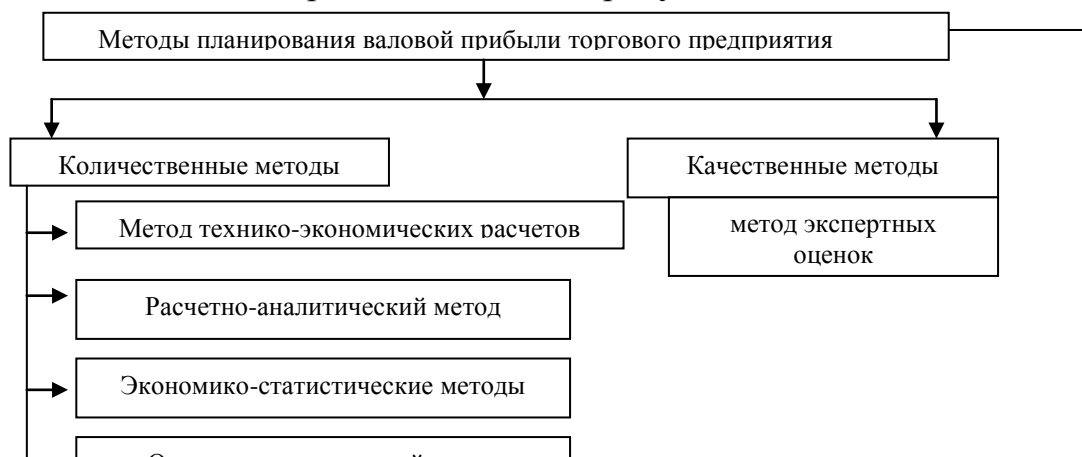 Методы планирования валовой прибыли торгового предприятия
Количественные методы
Качественные методы
Метод технико-экономических расчетов
метод экспертных
оценок
Расчетно-аналитический метод
Экономико-статистические методы